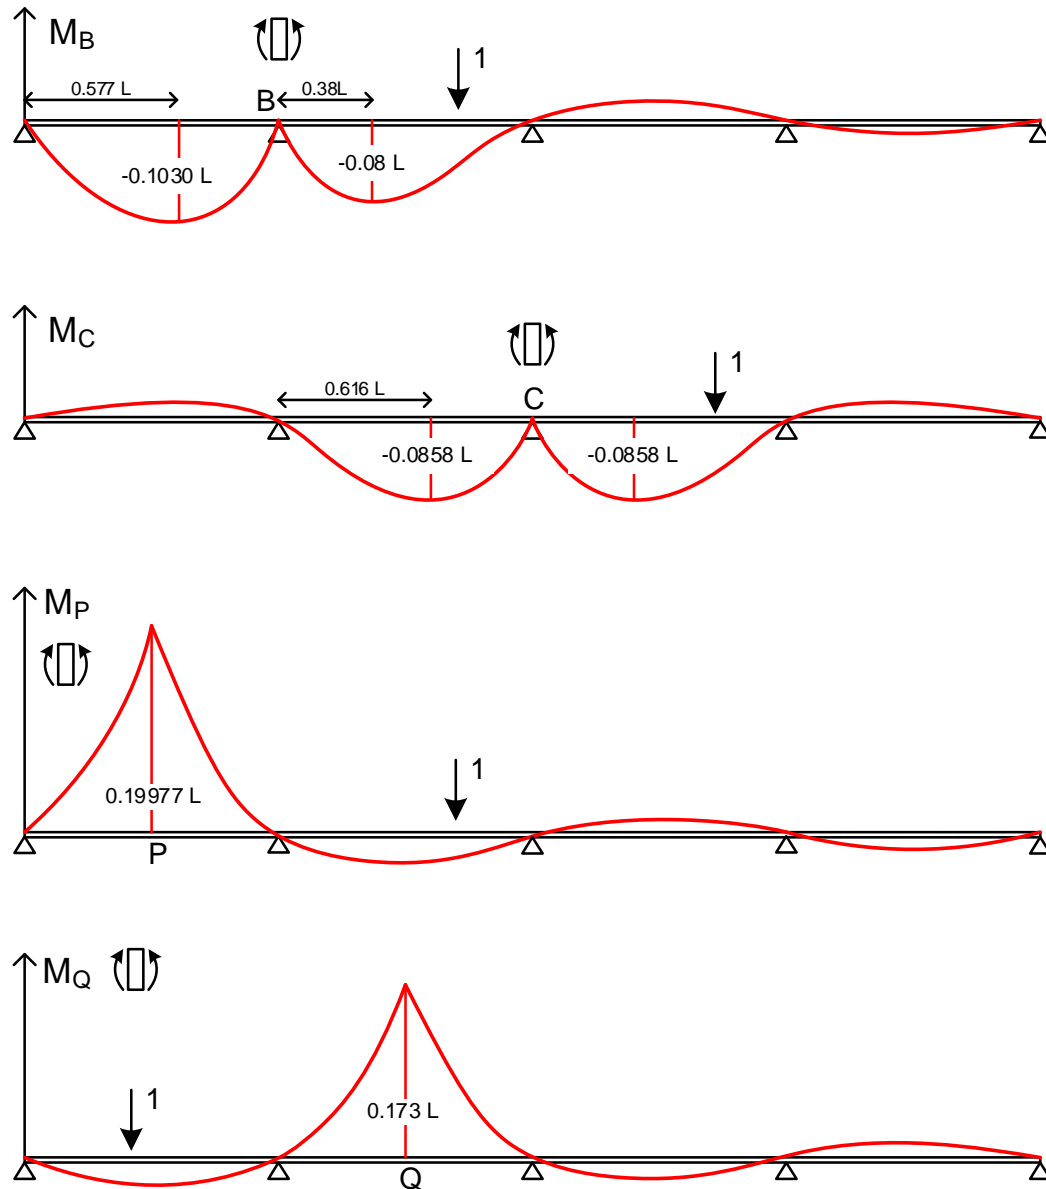 M_B
1
0.577 L
0.38L
B
-0.1030 L
-0.08 L
M_C
1
0.616 L
C
-0.0858 L
-0.0858 L
M_P
1
0.19977 L
P
M_Q
1
0.173 L
Q